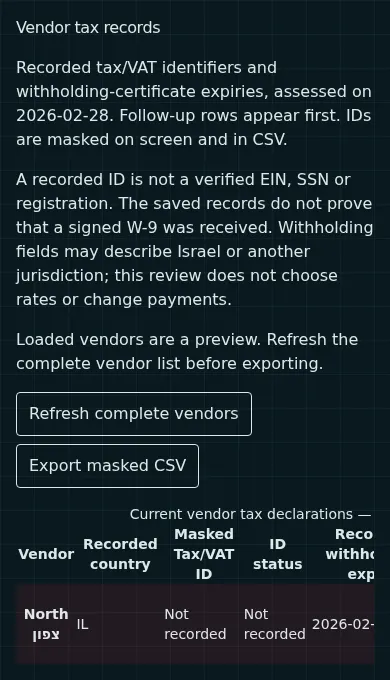 Vendor tax records
Recorded tax/VAT identifiers and
withholding-certificate expiries, assessed on
2026-02-28. Follow-up rows appear first. IDs
are masked on screen and in CSV.
A recorded ID is not a verified EIN, SSN or
registration. The saved records do not prove
that a signed W-9 was received. Withholding
fields may describe Israel or another
jurisdiction; this review does not choose
rates or change payments.
Loaded vendors are a preview. Refresh the
complete vendor list before exporting.
Refresh complete vendors
Export masked CSV
Current vendor tax declarations —
Vendor
Recorded
country
Masked
Tax/VAT
ID
ID
status
North
צפון
IL
Not
recorded
Not
recorded
2026-02-